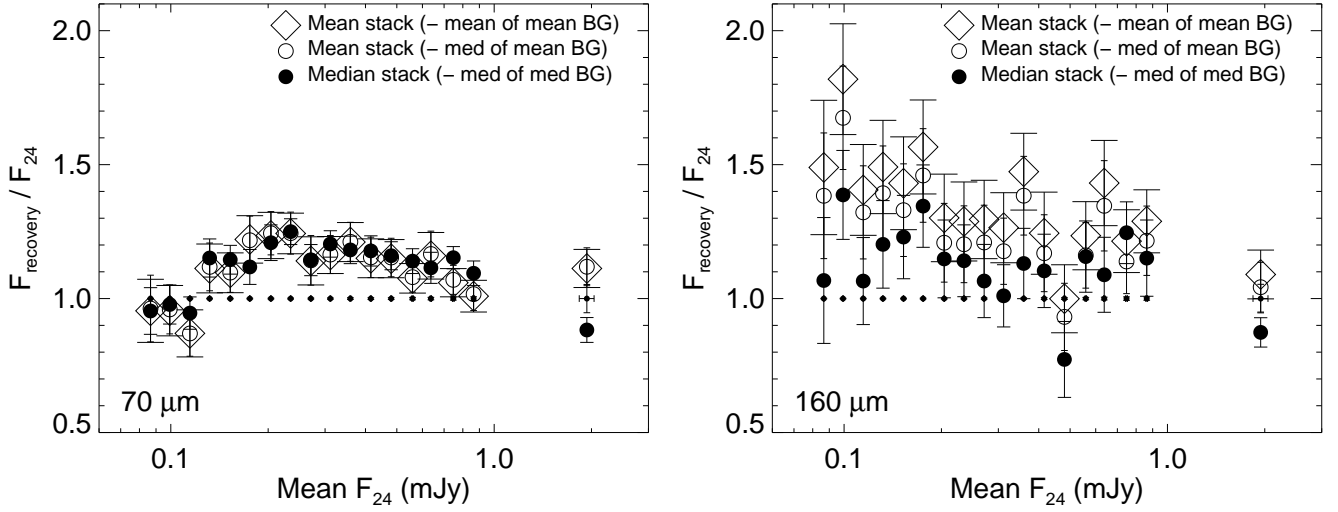 Mean stack (– mean of mean BG)
Mean stack (– med of mean BG)
Median stack (– med of med BG)
2.0
1.5
1.0
0.5
F_recovery / F_24
70 μm
0.1
1.0
Mean F_24 (mJy)
Mean stack (– mean of mean BG)
Mean stack (– med of mean BG)
Median stack (– med of med BG)
2.0
1.5
1.0
0.5
F_recovery / F_24
160 μm
0.1
1.0
Mean F_24 (mJy)